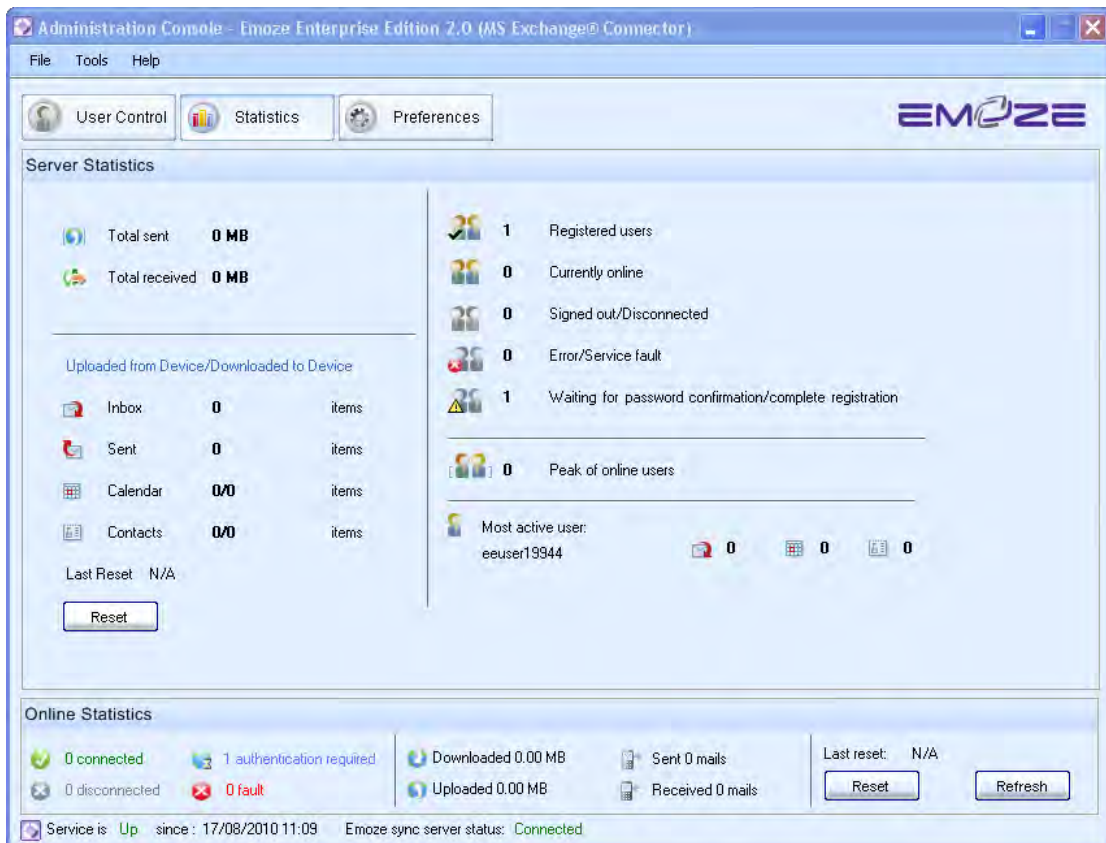 Administration Console - Emoze Enterprise Edition 2.0 (MS Exchange® Connector)
File Tools Help
User Control Statistics Preferences
EMOZE
Server Statistics
Total sent 0 MB
Total received 0 MB
Uploaded from Device/Downloaded to Device
Inbox 0 items
Sent 0 items
Calendar 0/0 items
Contacts 0/0 items
Last Reset N/A
Reset
1 Registered users
0 Currently online
0 Signed out/Disconnected
0 Error/Service fault
1 Waiting for password confirmation/complete registration
0 Peak of online users
Most active user:
eeuser19944 0 0 0
Online Statistics
0 connected 1 authentication required
0 disconnected 0 fault
Downloaded 0.00 MB Sent 0 mails
Uploaded 0.00 MB Received 0 mails
Last reset: N/A
Reset Refresh
Service is Up since : 17/08/2010 11:09 Emoze sync server status: Connected